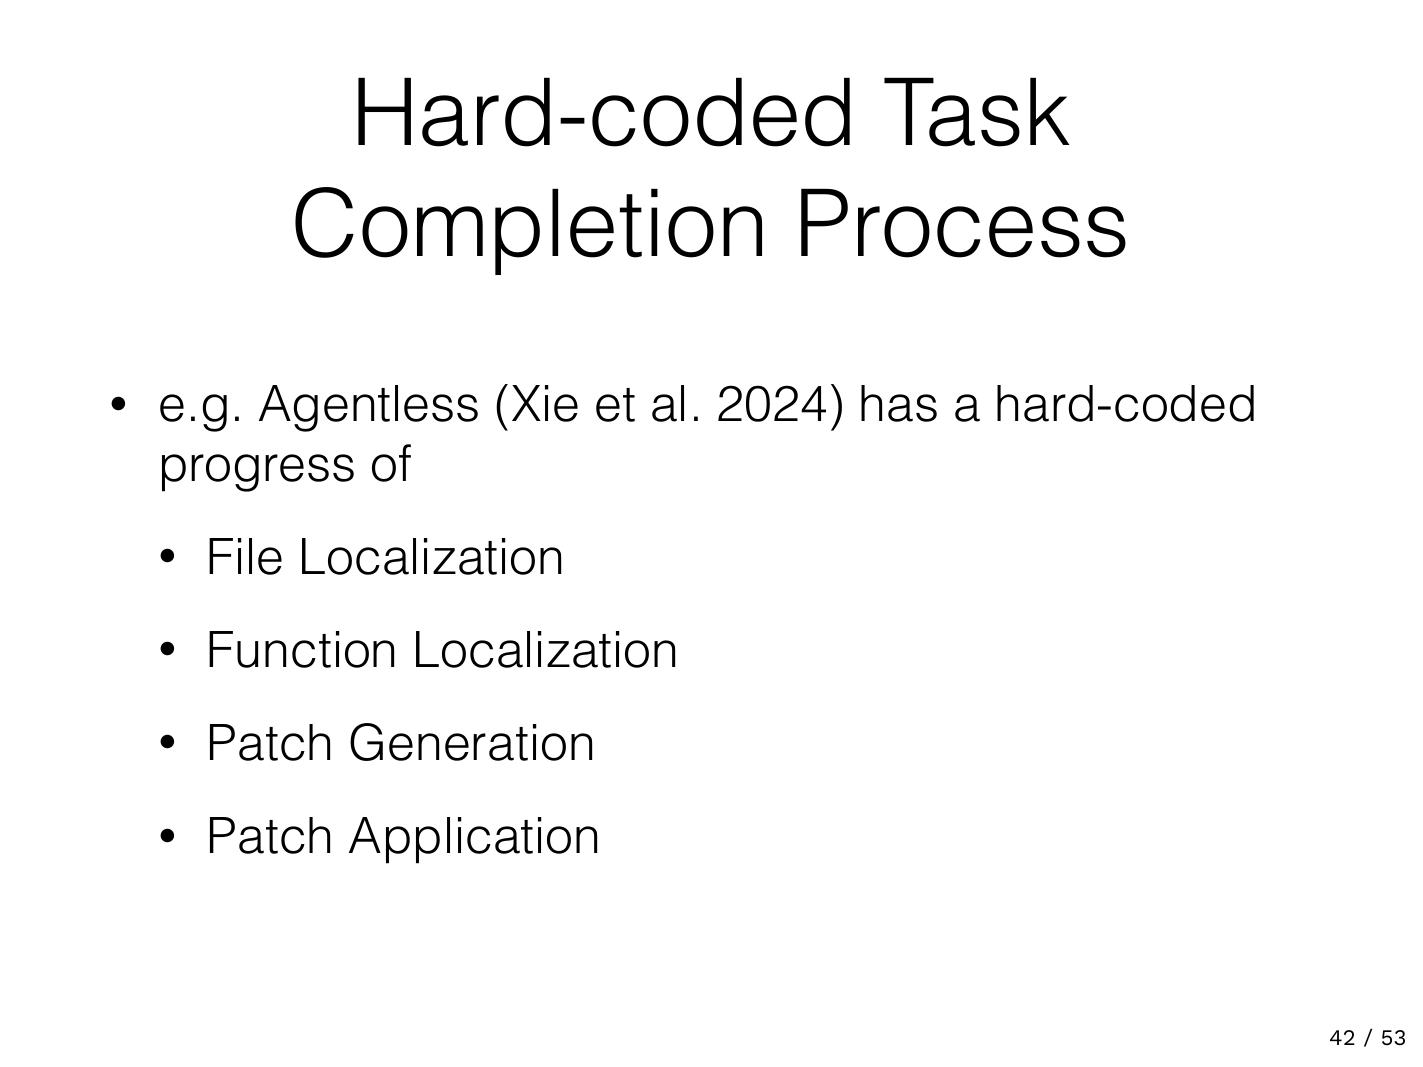 Hard-coded Task
Completion Process
• e.g. Agentless (Xie et al. 2024) has a hard-coded
progress of
• File Localization
• Function Localization
• Patch Generation
• Patch Application
42 / 53